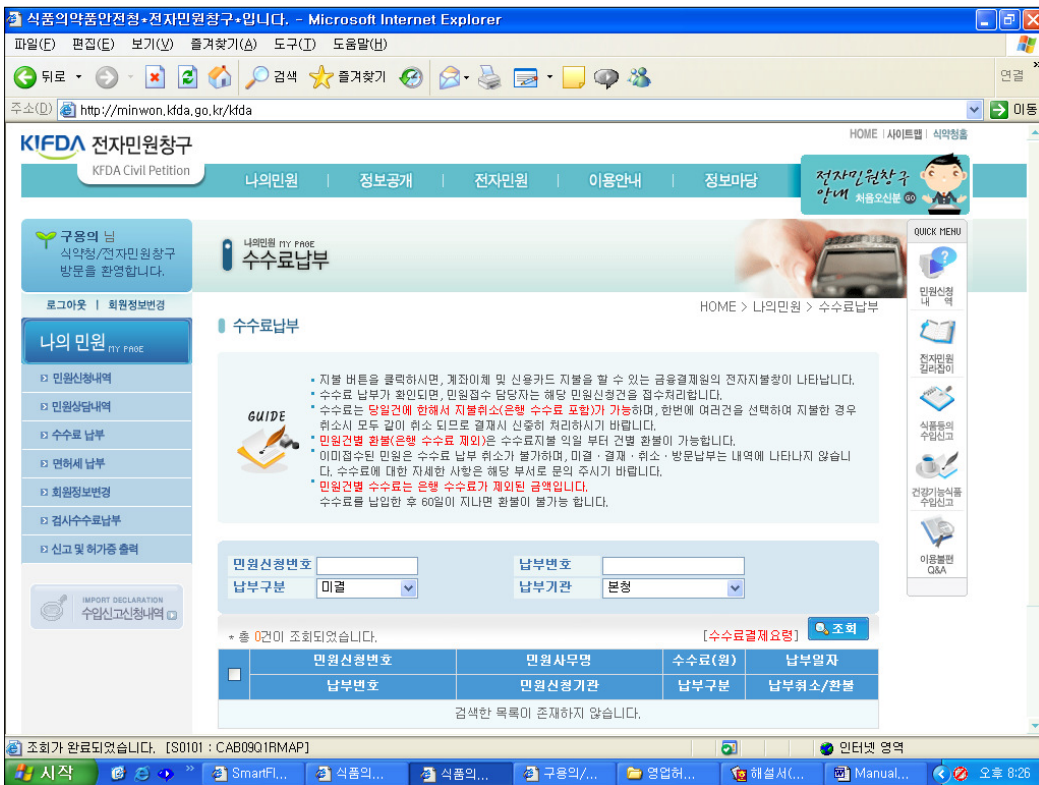 식품의약품안전청*전자민원창구*입니다. - Microsoft Internet Explorer
파일(F) 편집(E) 보기(V) 즐겨찾기(A) 도구(T) 도움말(H)
뒤로 검색 즐겨찾기 연결
주소(D) http://minwon.kfda.go.kr/kfda 이동
KIFDA 전자민원창구
KFDA Civil Petition
HOME | 사이트맵 | 식약청홈
나의민원 | 정보공개 | 전자민원 | 이용안내 | 정보마당
전자민원창구
안내 처음오신분 GO
구용의 님
식약청/전자민원창구
방문을 환영합니다.
로그아웃 | 회원정보변경
나의 민원 MY PAGE
민원신청내역
민원상담내역
수수료 납부
면허세 납부
회원정보변경
검사수수료납부
신고 및 허가증 출력
IMPORT DECLARATION
수입신고신청내역
나의민원 MY PAGE
수수료납부
HOME > 나의민원 > 수수료납부
수수료납부
GUIDE
지불 버튼을 클릭하시면, 계좌이체 및 신용카드 지불을 할 수 있는 금융결제원의 전자지불창이 나타납니다.
수수료 납부가 확인되면, 민원접수 담당자는 해당 민원신청건을 접수처리합니다.
수수료는 당일건에 한해서 지불취소(은행 수수료 포함)가 가능하며, 한번에 여러건을 선택하여 지불한 경우
취소시 모두 같이 취소 되므로 결재시 신중히 처리하시기 바랍니다.
민원건별 환불(은행 수수료 제외)은 수수료지불 익일 부터 건별 환불이 가능합니다.
이미접수된 민원은 수수료 납부 취소가 불가하며, 미결 · 결재 · 취소 · 방문납부는 내역에 나타나지 않습니
다. 수수료에 대한 자세한 사항은 해당 부서로 문의 주시기 바랍니다.
민원건별 수수료는 은행 수수료가 제외된 금액입니다.
수수료를 납입한 후 60일이 지나면 환불이 불가능 합니다.
민원신청번호 납부번호
납부구분 미결 납부기관 본청
* 총 0건이 조회되었습니다. [수수료결제요령] 조회
민원신청번호 민원사무명 수수료(원) 납부일자
납부번호 민원신청기관 납부구분 납부취소/환불
검색한 목록이 존재하지 않습니다.
QUICK MENU
민원신청
내 역
전자민원
길라잡이
식품등의
수입신고
건강기능식품
수입신고
이용불편
Q&A
조회가 완료되었습니다. [S0101 : CAB09Q1RMAP] 인터넷 영역
시작 SmartFl... 식품의... 식품의... 구용의/... 영업허... 해설서(... Manual... 오후 8:26